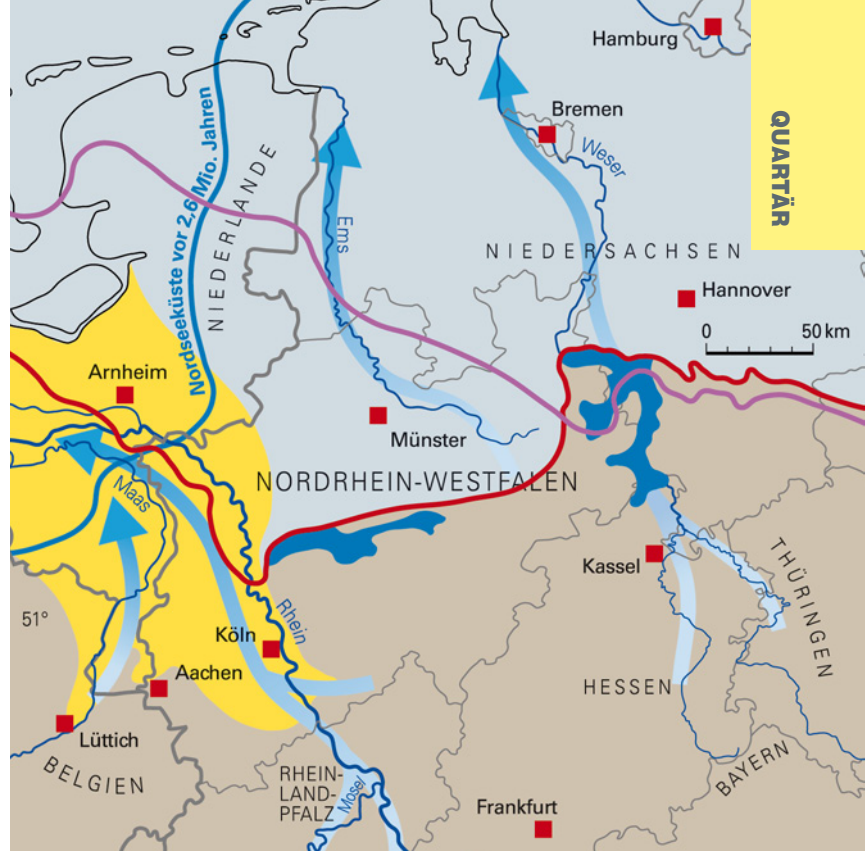 Hamburg
QUARTÄR
Bremen
Weser
Nordseeküste vor 2,6 Mio. Jahren
NIEDERLANDE
Ems
NIEDERSACHSEN
Hannover
0 50 km
Arnheim
Münster
NORDRHEIN-WESTFALEN
Maas
Kassel
THÜRINGEN
51°
Rhein
Köln
Aachen
HESSEN
Lüttich
BELGIEN
BAYERN
RHEIN-
LAND-
PFALZ
Mosel
Frankfurt